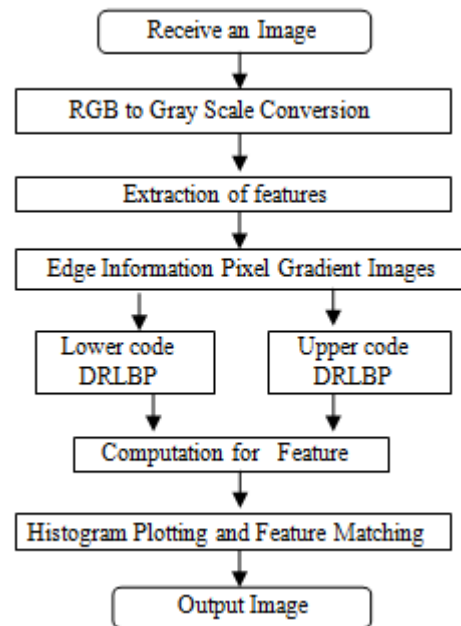 Receive an Image
RGB to Gray Scale Conversion
Extraction of features
Edge Information Pixel Gradient Images
Lower code
DRLBP
Upper code
DRLBP
Computation for Feature
Histogram Plotting and Feature Matching
Output Image